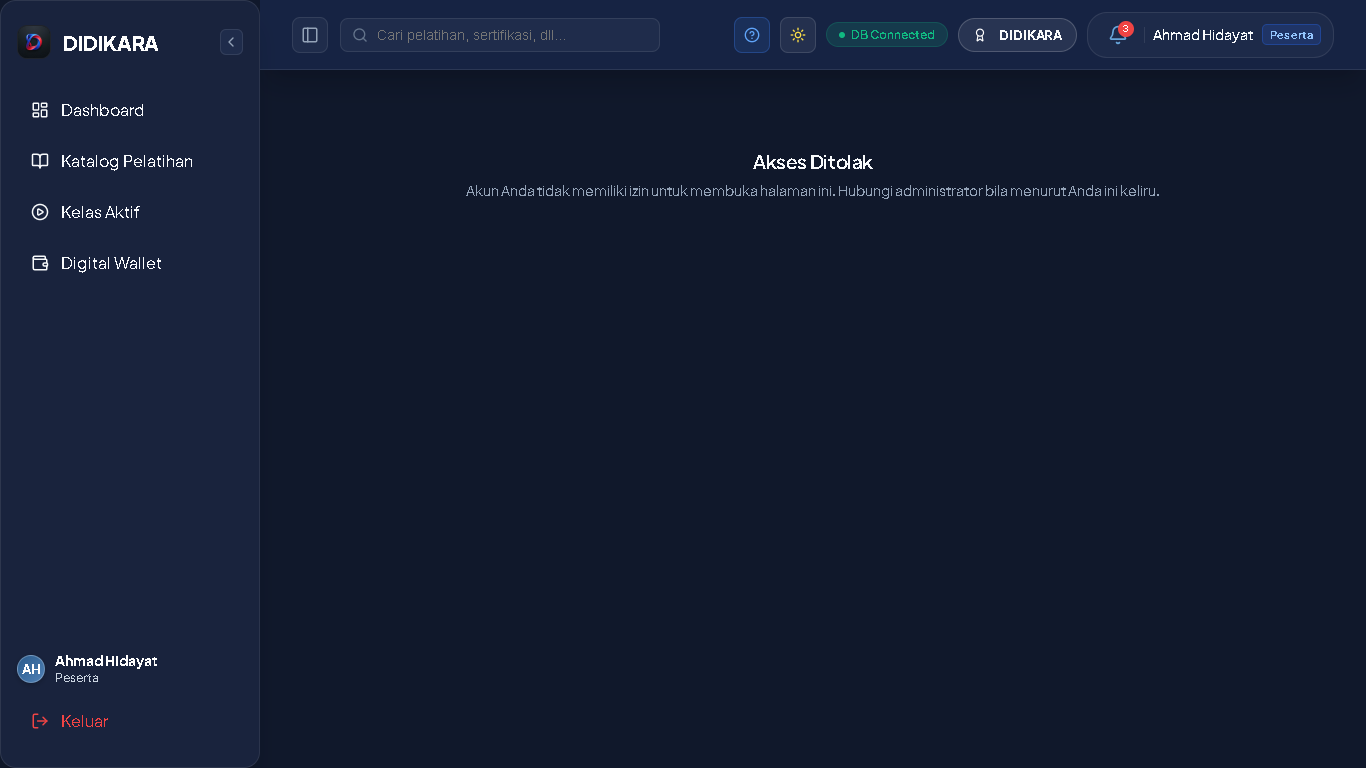 DIDIKARA
Dashboard
Katalog Pelatihan
Kelas Aktif
Digital Wallet
Ahmad Hidayat
AH
Peserta
Keluar
Cari pelatihan, sertifikasi, dll...
DB Connected
DIDIKARA
3
Ahmad Hidayat
Peserta
Akses Ditolak
Akun Anda tidak memiliki izin untuk membuka halaman ini. Hubungi administrator bila menurut Anda ini keliru.